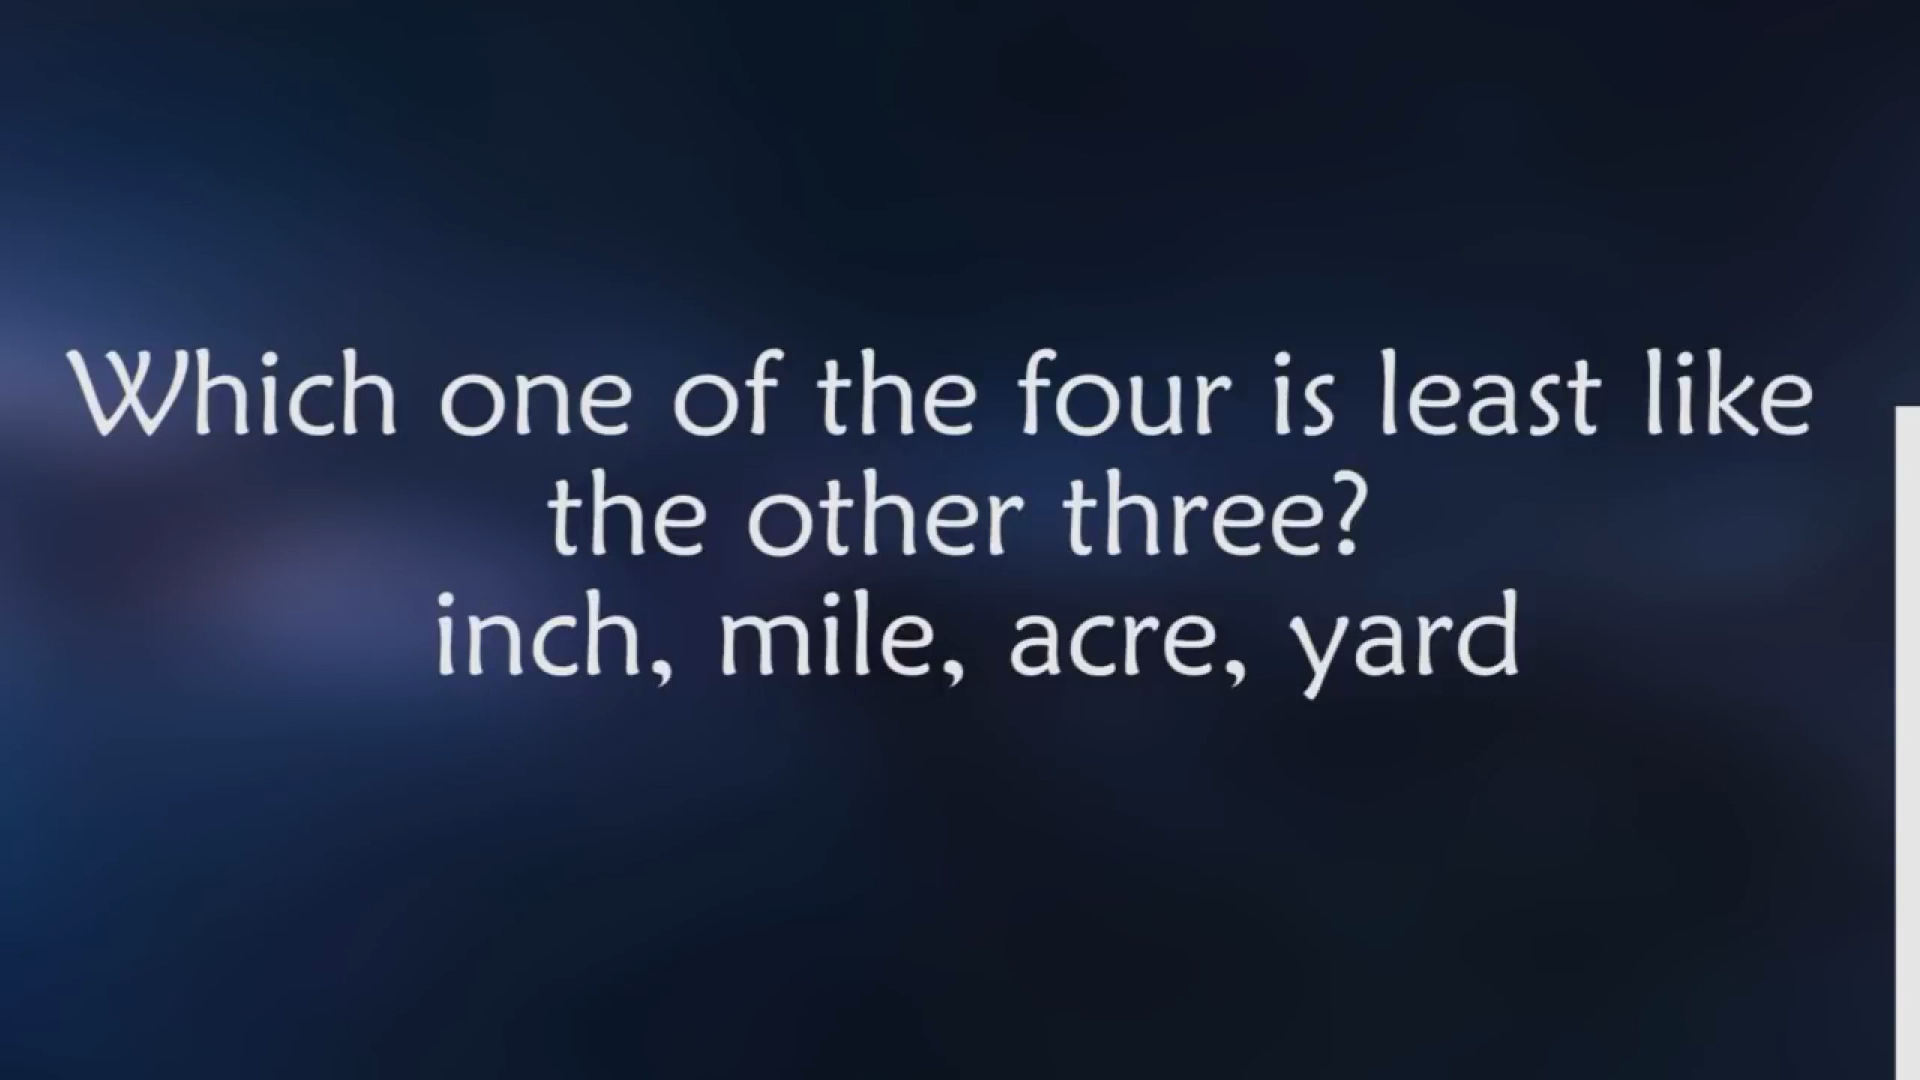 Which one of the four is least like
the other three?
inch, mile, acre, yard